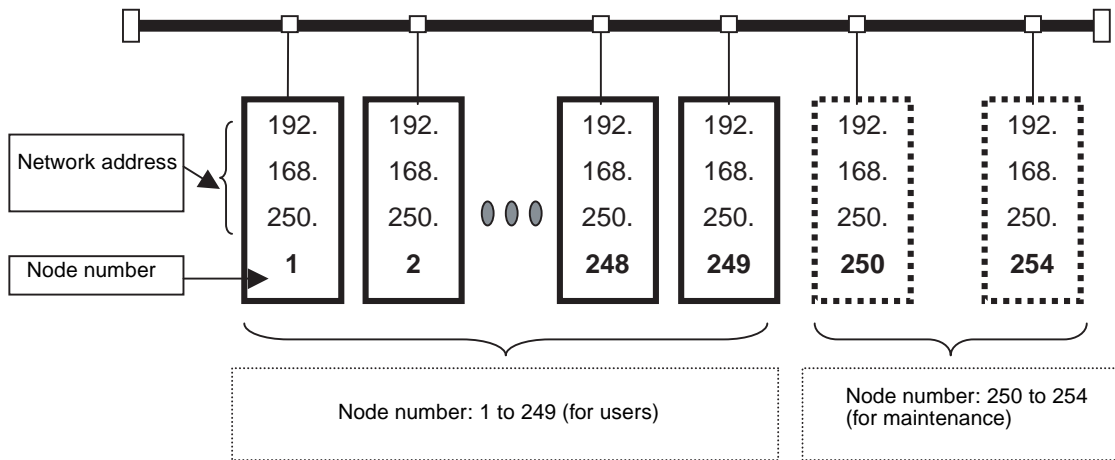 192. 192. 192. 192. 192. 192.
Network address 168. 168. 168. 168. 168. 168.
250. 250. 250. 250. 250. 250.
Node number 1 2 248 249 250 254
Node number: 1 to 249 (for users)
Node number: 250 to 254
(for maintenance)